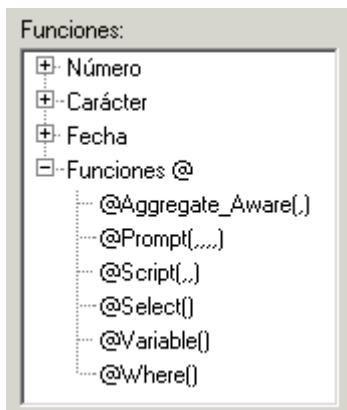 Funciones:
Número
Carácter
Fecha
Funciones @
@Aggregate_Aware(,)
@Prompt(,,,,)
@Script(,,)
@Select()
@Variable()
@Where()